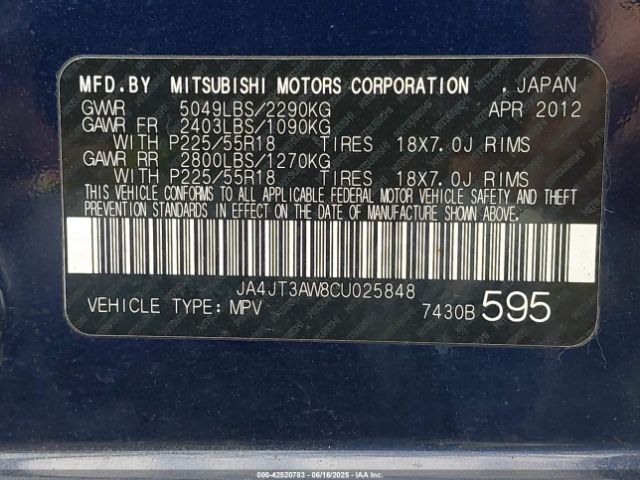 MFD.BY MITSUBISHI MOTORS CORPORATION , JAPAN
GVWR 5049LBS/2290KG APR 2012
GAWR FR 2403LBS/1090KG
WITH P225/55R18 TIRES 18X7.0J RIMS
GAWR RR 2800LBS/1270KG
WITH P225/55R18 TIRES 18X7.0J RIMS
THIS VEHICLE CONFORMS TO ALL APPLICABLE FEDERAL MOTOR VEHICLE SAFETY AND THEFT
PREVENTION STANDARDS IN EFFECT ON THE DATE OF MANUFACTURE SHOWN ABOVE.
JA4JT3AW8CU025848
VEHICLE TYPE: MPV 7430B 595
000-42520783 - 06/16/2025 - Copyright © 2025 IAA, Inc.